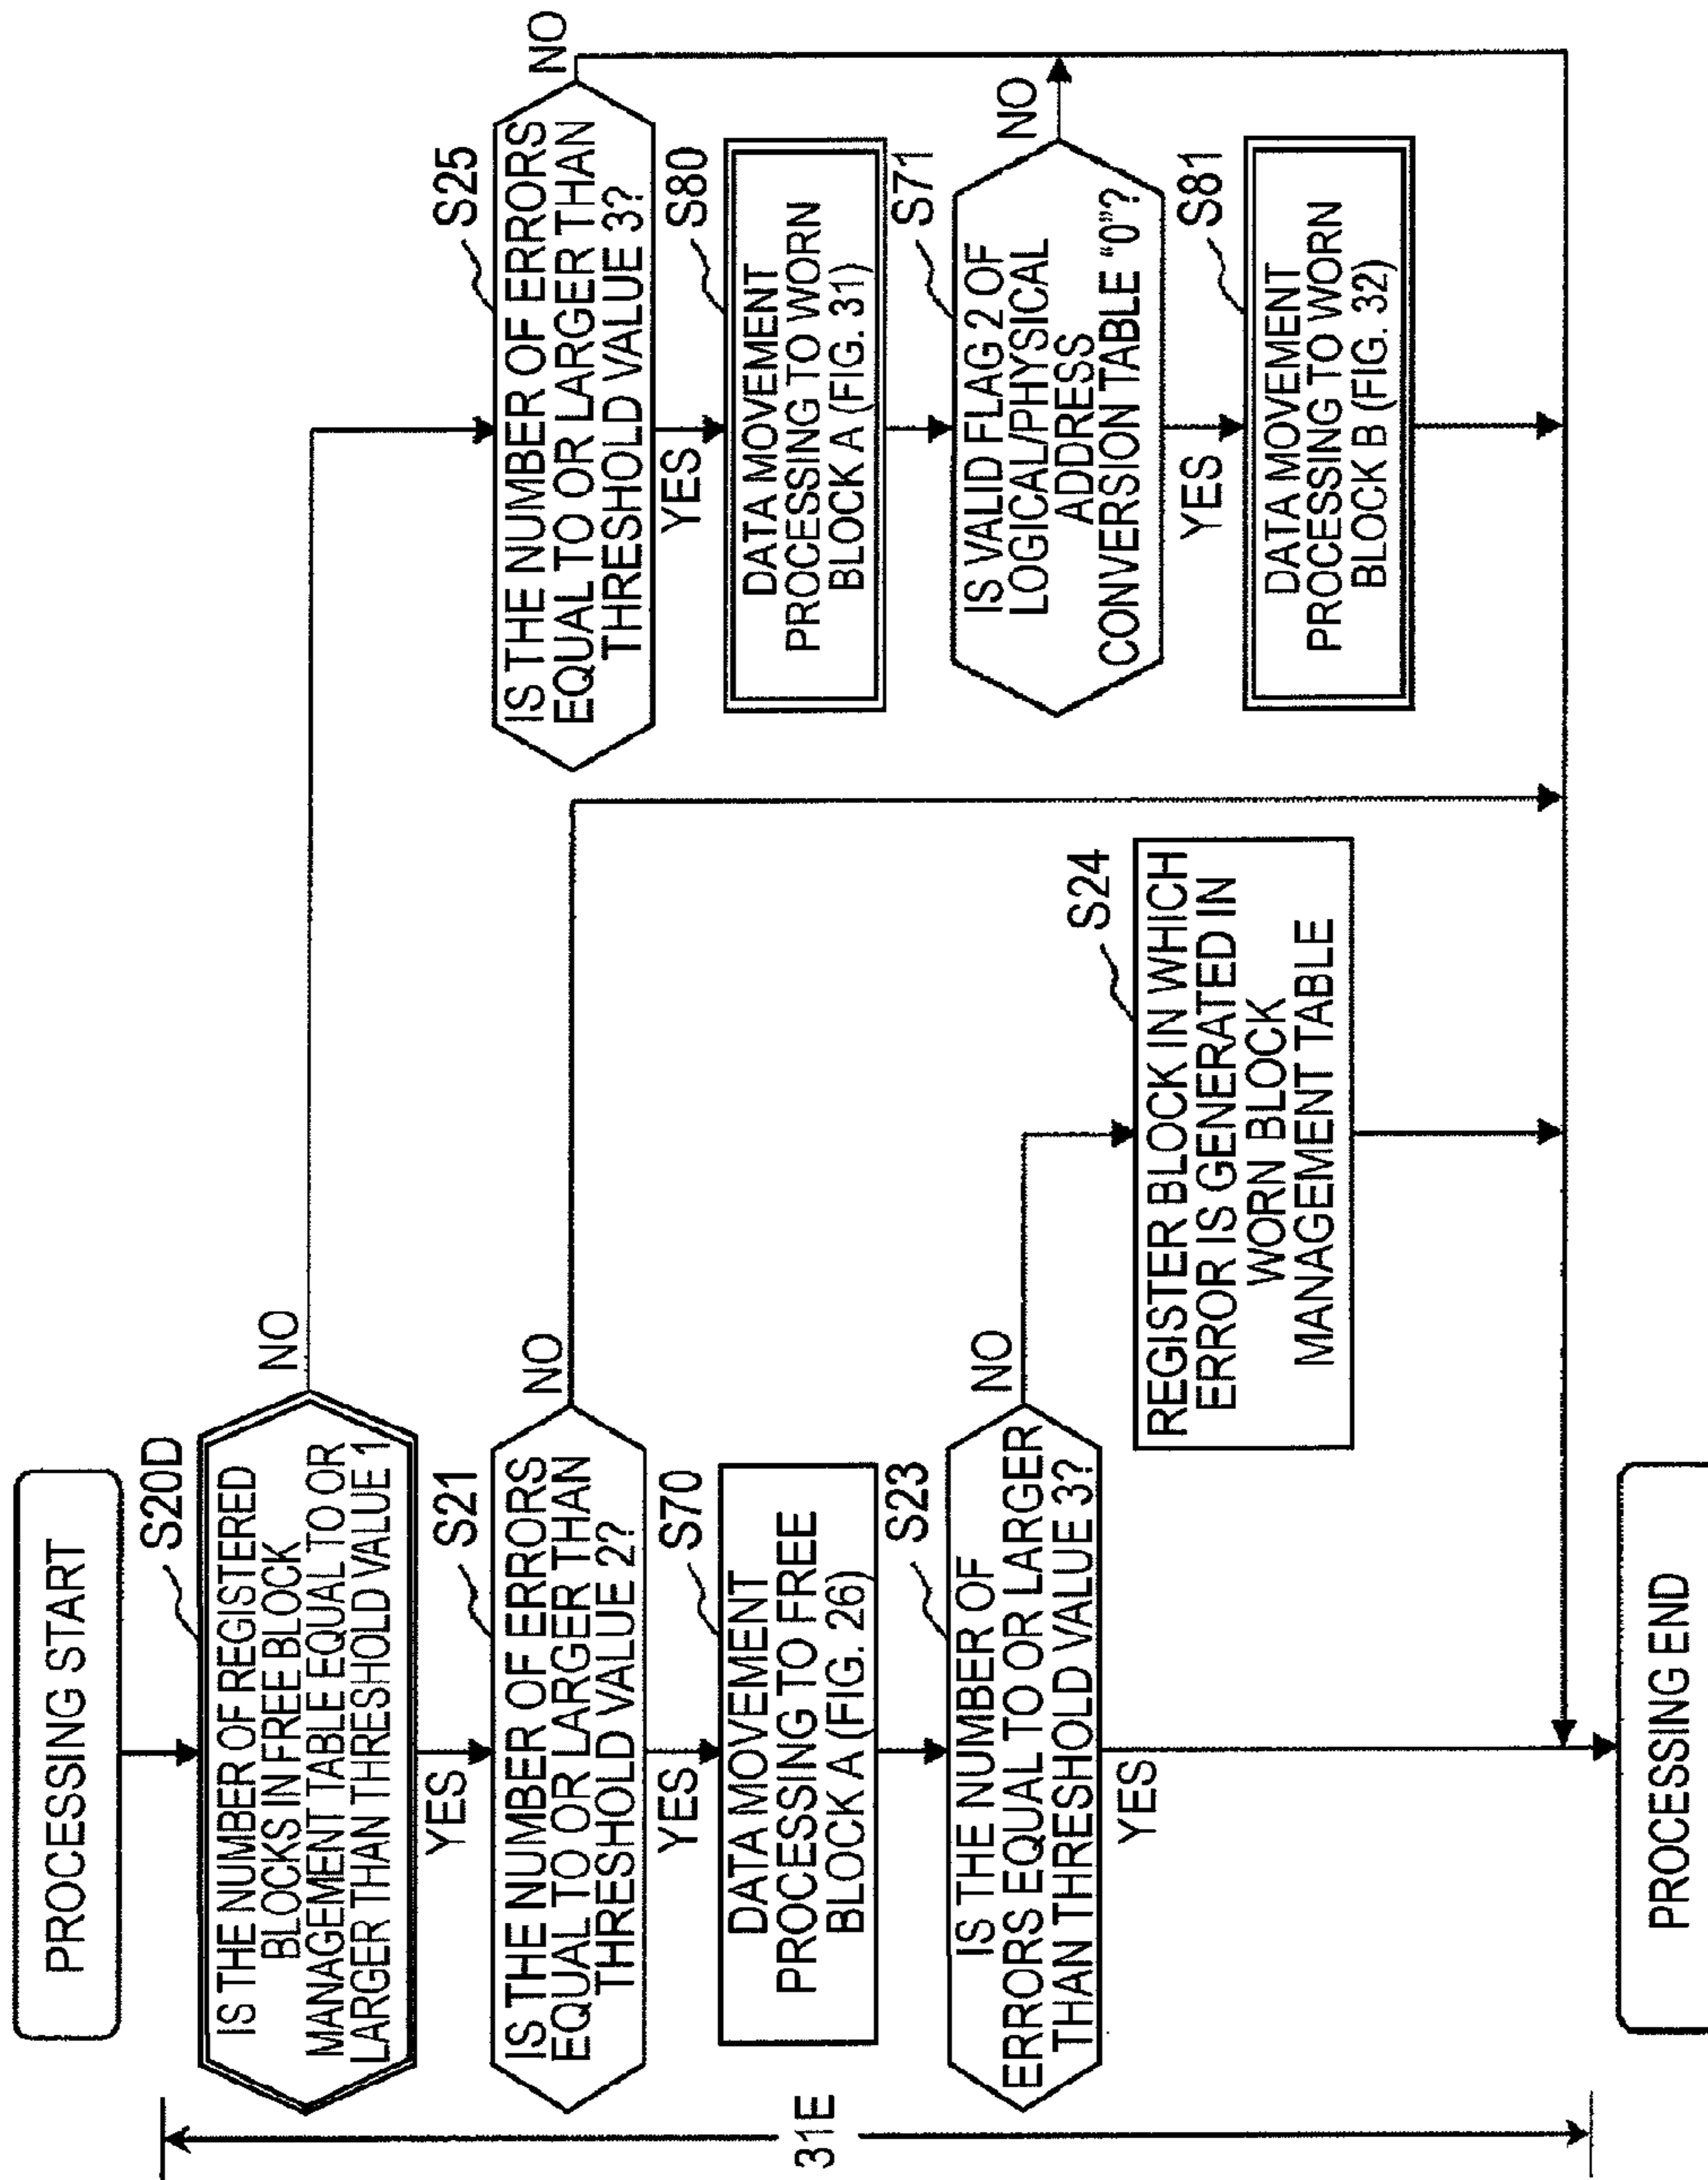 PROCESSING START
S20D
IS THE NUMBER OF REGISTERED
BLOCKS IN FREE BLOCK
MANAGEMENT TABLE EQUAL TO OR
LARGER THAN THRESHOLD VALUE 1
NO
YES
S21
IS THE NUMBER OF ERRORS
EQUAL TO OR LARGER THAN
THRESHOLD VALUE 2?
NO
YES
S70
DATA MOVEMENT
PROCESSING TO FREE
BLOCK A (FIG. 26)
S23
IS THE NUMBER OF
ERRORS EQUAL TO OR LARGER
THAN THRESHOLD VALUE 3?
NO
YES
S24
REGISTER BLOCK IN WHICH
ERROR IS GENERATED IN
WORN BLOCK
MANAGEMENT TABLE
S25
IS THE NUMBER OF ERRORS
EQUAL TO OR LARGER THAN
THRESHOLD VALUE 3?
NO
YES
S80
DATA MOVEMENT
PROCESSING TO WORN
BLOCK A (FIG. 31)
S71
IS VALID FLAG 2 OF
LOGICAL/PHYSICAL
ADDRESS
CONVERSION TABLE “0”?
NO
YES
S81
DATA MOVEMENT
PROCESSING TO WORN
BLOCK B (FIG. 32)
31E
PROCESSING END